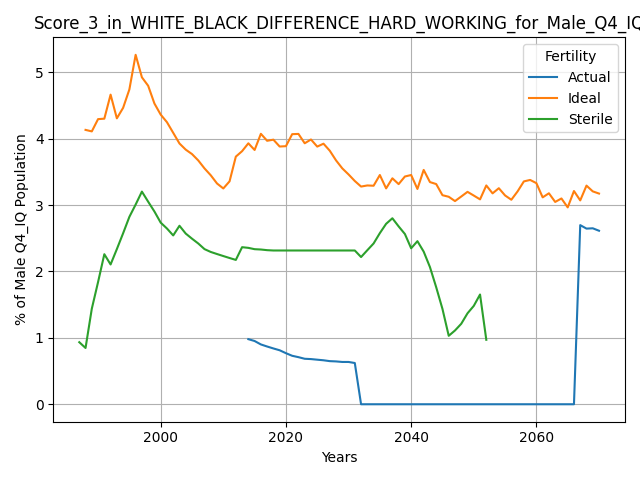 Score_3_in_WHITE_BLACK_DIFFERENCE_HARD_WORKING_for_Male_Q4_IQ
Fertility
Actual
Ideal
Sterile
% of Male Q4_IQ Population
5
4
3
2
1
0
2000 2020 2040 2060
Years